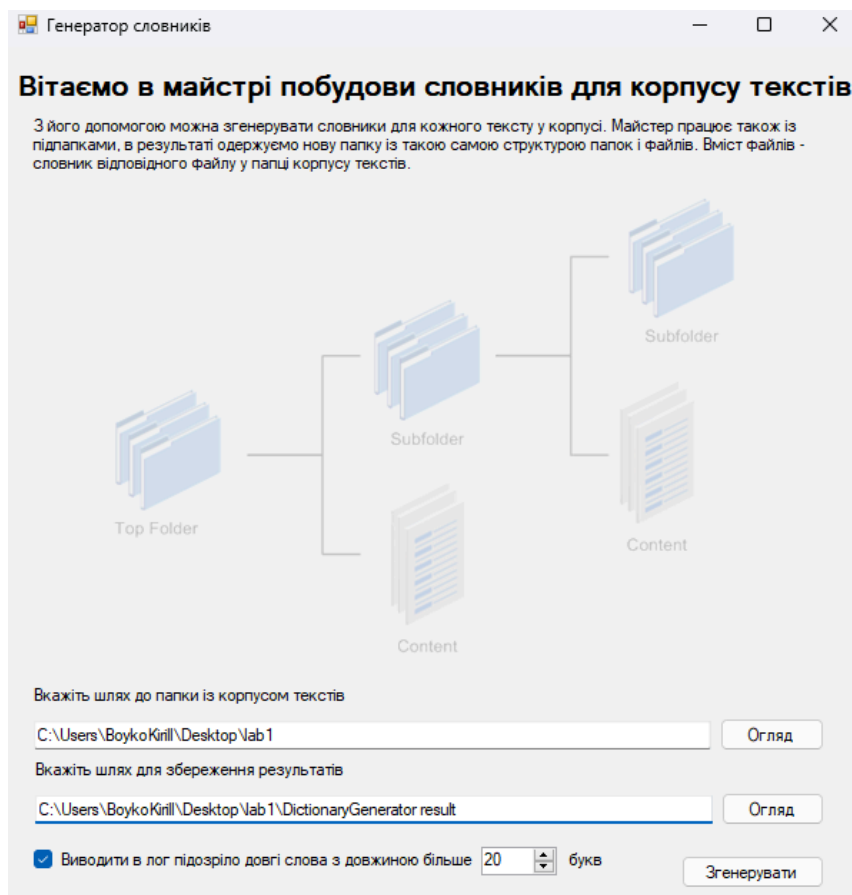 Генератор словників
Вітаємо в майстрі побудови словників для корпусу текстів
З його допомогою можна згенерувати словники для кожного тексту у корпусі. Майстер працює також із
підпапками, в результаті одержуємо нову папку із такою самою структурою папок і файлів. Вміст файлів -
словник відповідного файлу у папці корпусу текстів.
Subfolder
Subfolder
Top Folder
Content
Content
Вкажіть шлях до папки із корпусом текстів
C:\Users\BoykoKirill\Desktop\lab1 Огляд
Вкажіть шлях для збереження результатів
C:\Users\BoykoKirill\Desktop\lab1\DictionaryGenerator result Огляд
Виводити в лог підозріло довгі слова з довжиною більше 20 букв
Згенерувати